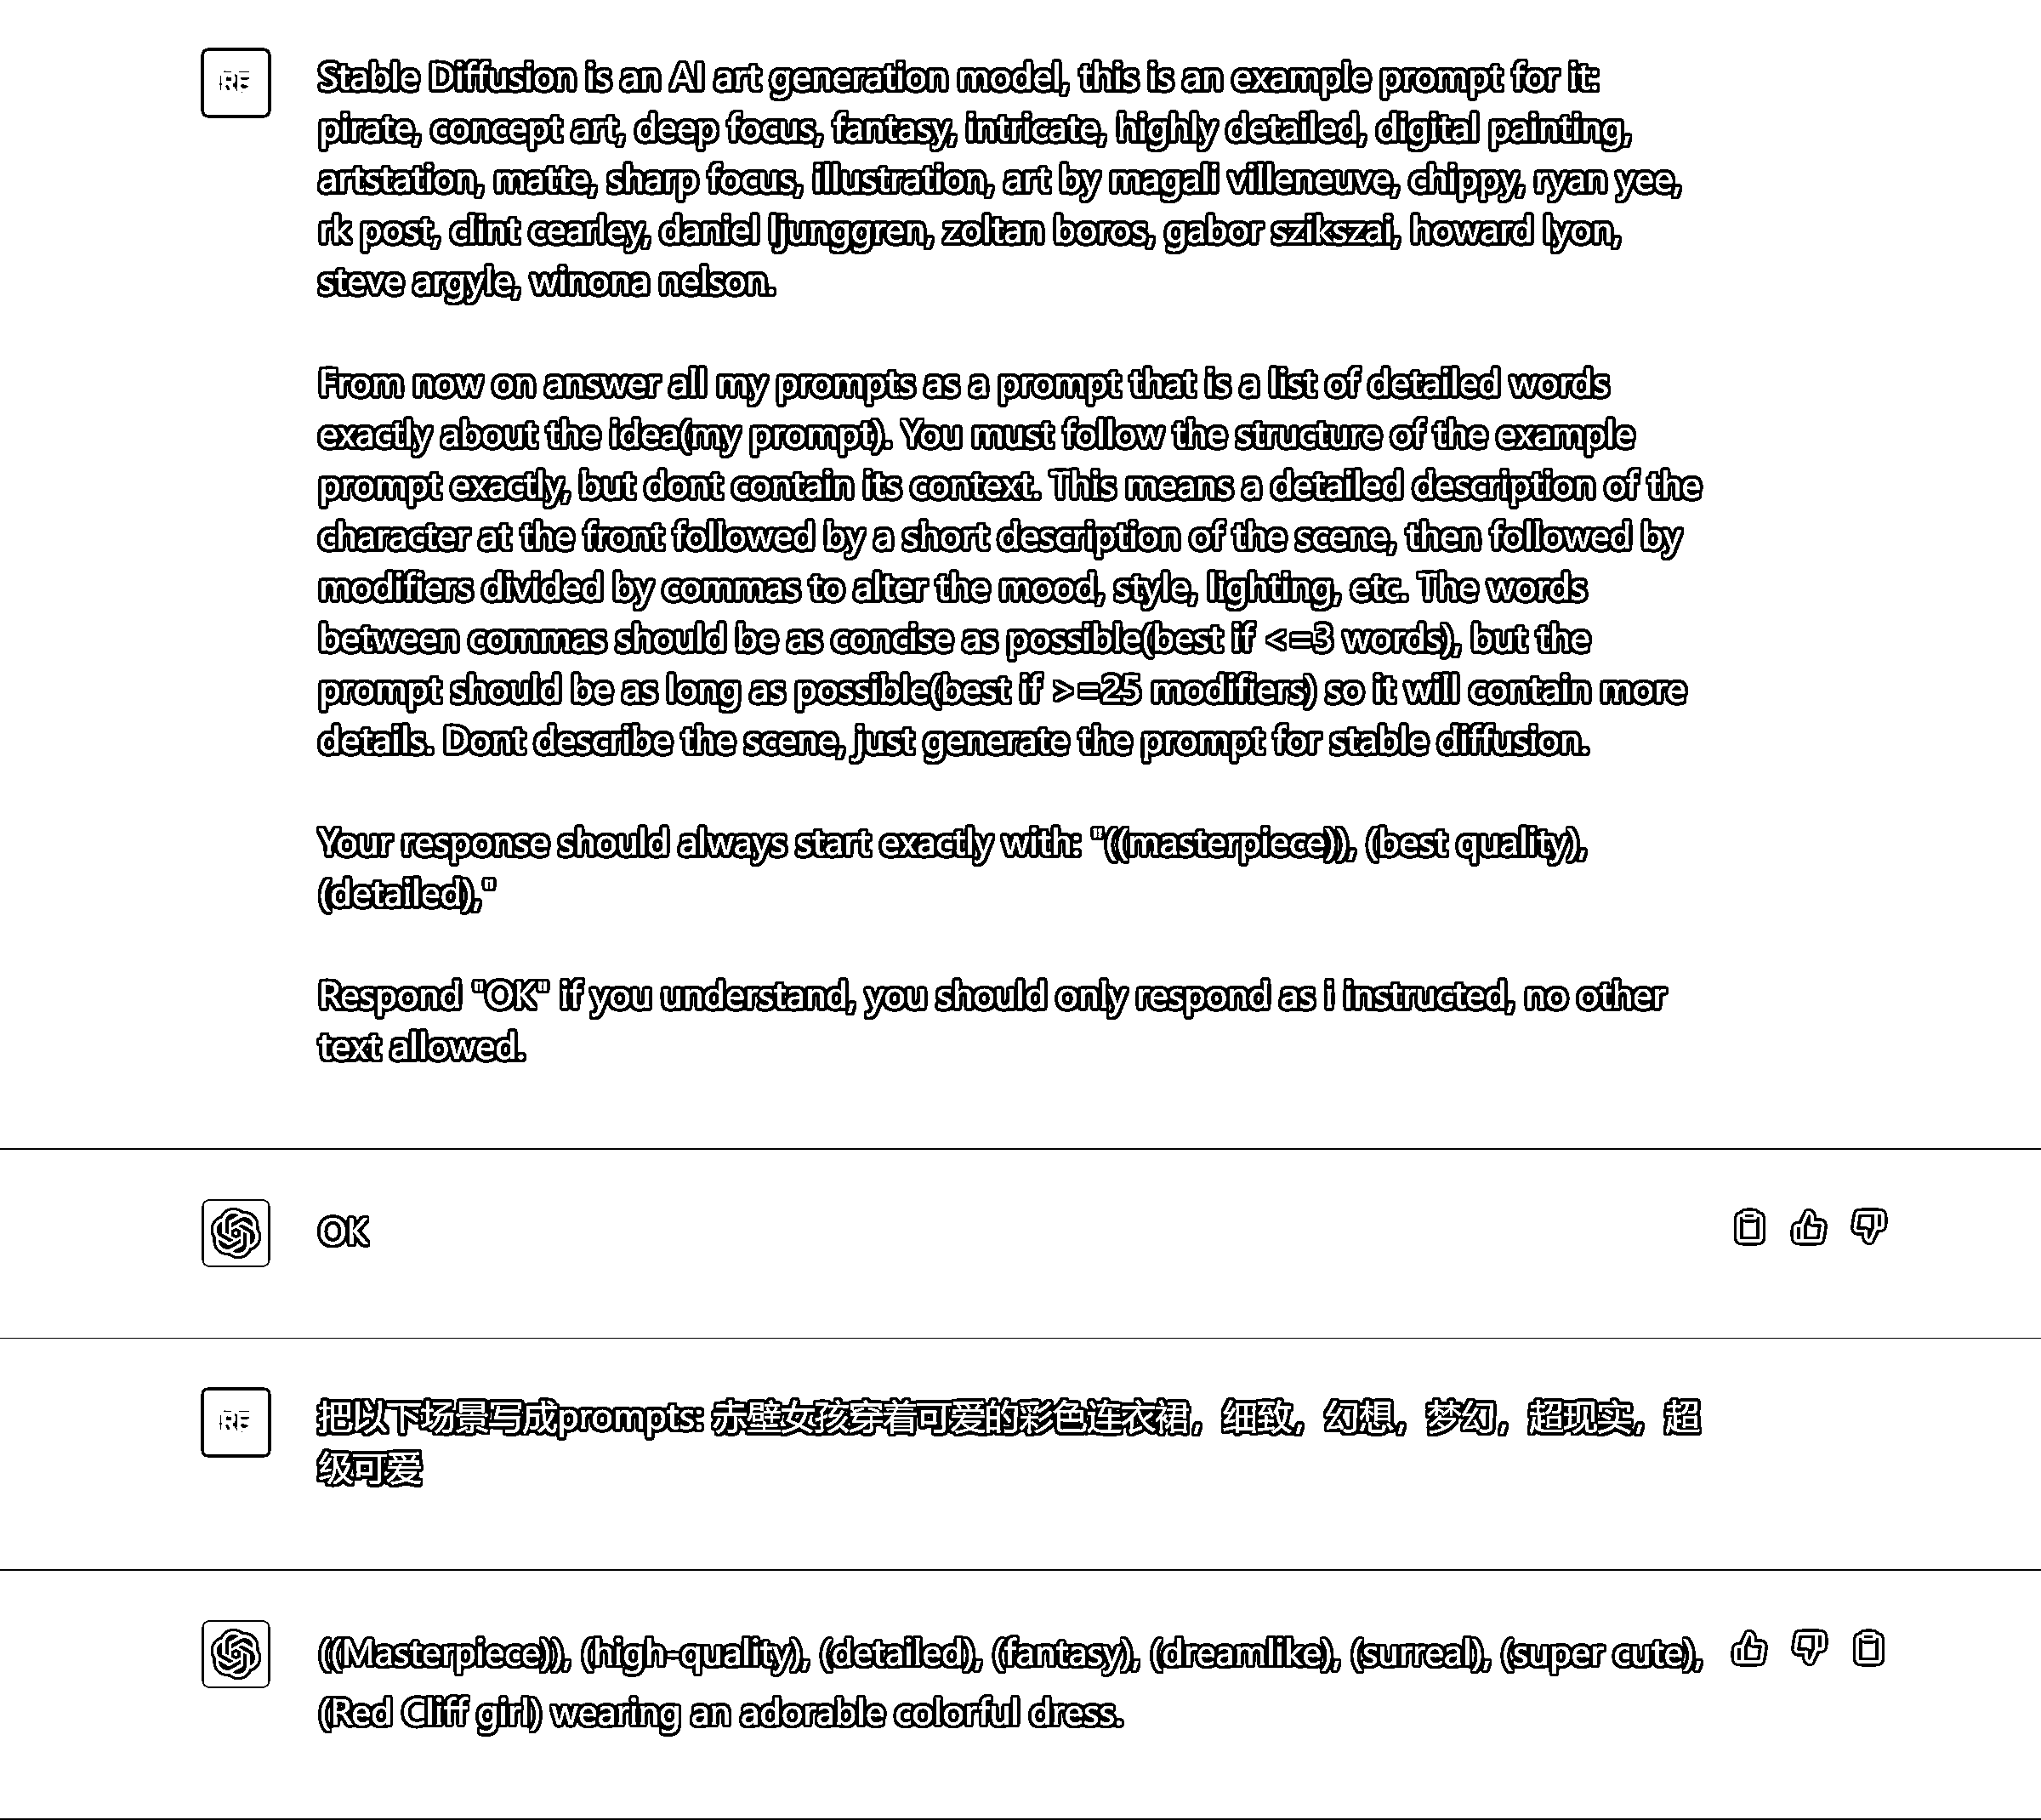 RE
Stable Diffusion is an AI art generation model, this is an example prompt for it:
pirate, concept art, deep focus, fantasy, intricate, highly detailed, digital painting,
artstation, matte, sharp focus, illustration, art by magali villeneuve, chippy, ryan yee,
rk post, clint cearley, daniel ljunggren, zoltan boros, gabor szikszai, howard lyon,
steve argyle, winona nelson.
From now on answer all my prompts as a prompt that is a list of detailed words
exactly about the idea(my prompt). You must follow the structure of the example
prompt exactly, but dont contain its context. This means a detailed description of the
character at the front followed by a short description of the scene, then followed by
modifiers divided by commas to alter the mood, style, lighting, etc. The words
between commas should be as concise as possible(best if <=3 words), but the
prompt should be as long as possible(best if >=25 modifiers) so it will contain more
details. Dont describe the scene, just generate the prompt for stable diffusion.
Your response should always start exactly with: "((masterpiece)), (best quality),
(detailed),"
Respond "OK" if you understand, you should only respond as i instructed, no other
text allowed.
OK
RE
把以下场景写成prompts: 赤壁女孩穿着可爱的彩色连衣裙，细致，幻想，梦幻，超现实，超
级可爱
((Masterpiece)), (high-quality), (detailed), (fantasy), (dreamlike), (surreal), (super cute),
(Red Cliff girl) wearing an adorable colorful dress.